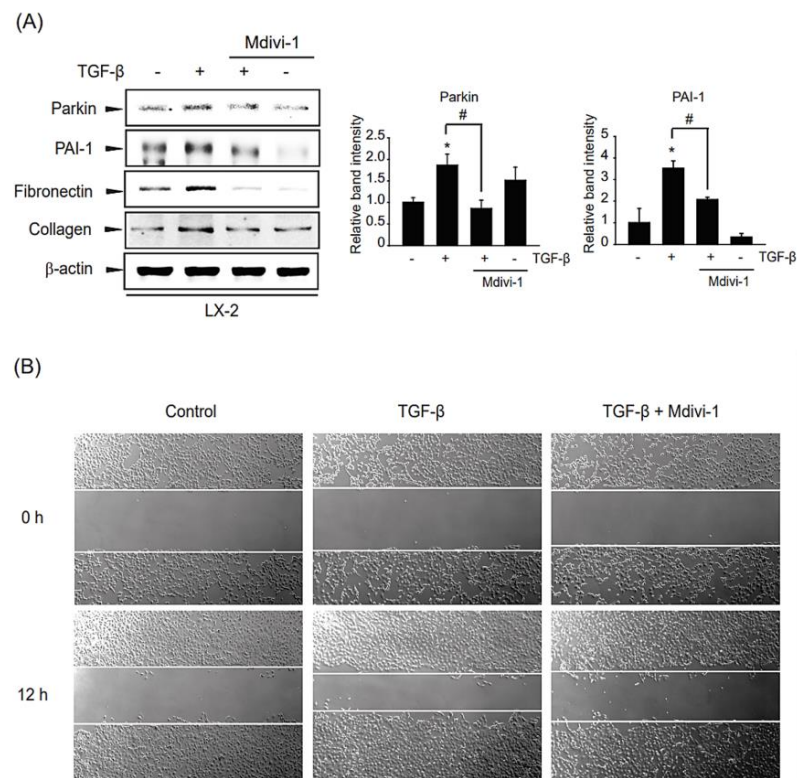 (A)
Mdivi-1
TGF-β - + + -
Parkin
PAI-1
Fibronectin
Collagen
β-actin
LX-2
Parkin
Relative band intensity
2.5
2.0
1.5
1.0
0.5
0.0
#
*
- + + - TGF-β
Mdivi-1
PAI-1
Relative band intensity
5
4
3
2
1
0
#
*
- + + - TGF-β
Mdivi-1
(B)
Control TGF-β TGF-β + Mdivi-1
0 h
12 h